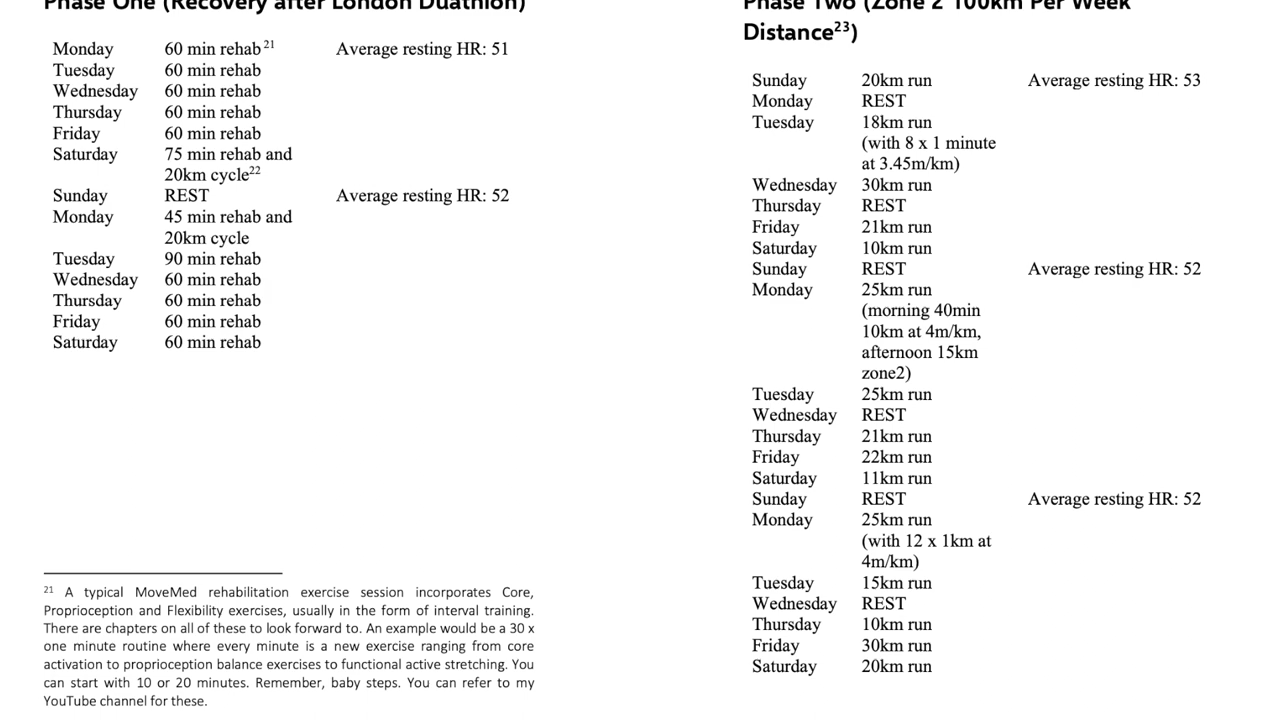 Phase One (Recovery after London Duathlon)
Monday 60 min rehab 21 Average resting HR: 51
Tuesday 60 min rehab
Wednesday 60 min rehab
Thursday 60 min rehab
Friday 60 min rehab
Saturday 75 min rehab and
20km cycle22
Sunday REST Average resting HR: 52
Monday 45 min rehab and
20km cycle
Tuesday 90 min rehab
Wednesday 60 min rehab
Thursday 60 min rehab
Friday 60 min rehab
Saturday 60 min rehab
21 A typical MoveMed rehabilitation exercise session incorporates Core,
Proprioception and Flexibility exercises, usually in the form of interval training.
There are chapters on all of these to look forward to. An example would be a 30 x
one minute routine where every minute is a new exercise ranging from core
activation to proprioception balance exercises to functional active stretching. You
can start with 10 or 20 minutes. Remember, baby steps. You can refer to my
YouTube channel for these.
Phase Two (Zone 2 100km Per Week
Distance23)
Sunday 20km run Average resting HR: 53
Monday REST
Tuesday 18km run
(with 8 x 1 minute
at 3.45m/km)
Wednesday 30km run
Thursday REST
Friday 21km run
Saturday 10km run
Sunday REST Average resting HR: 52
Monday 25km run
(morning 40min
10km at 4m/km,
afternoon 15km
zone2)
Tuesday 25km run
Wednesday REST
Thursday 21km run
Friday 22km run
Saturday 11km run
Sunday REST Average resting HR: 52
Monday 25km run
(with 12 x 1km at
4m/km)
Tuesday 15km run
Wednesday REST
Thursday 10km run
Friday 30km run
Saturday 20km run